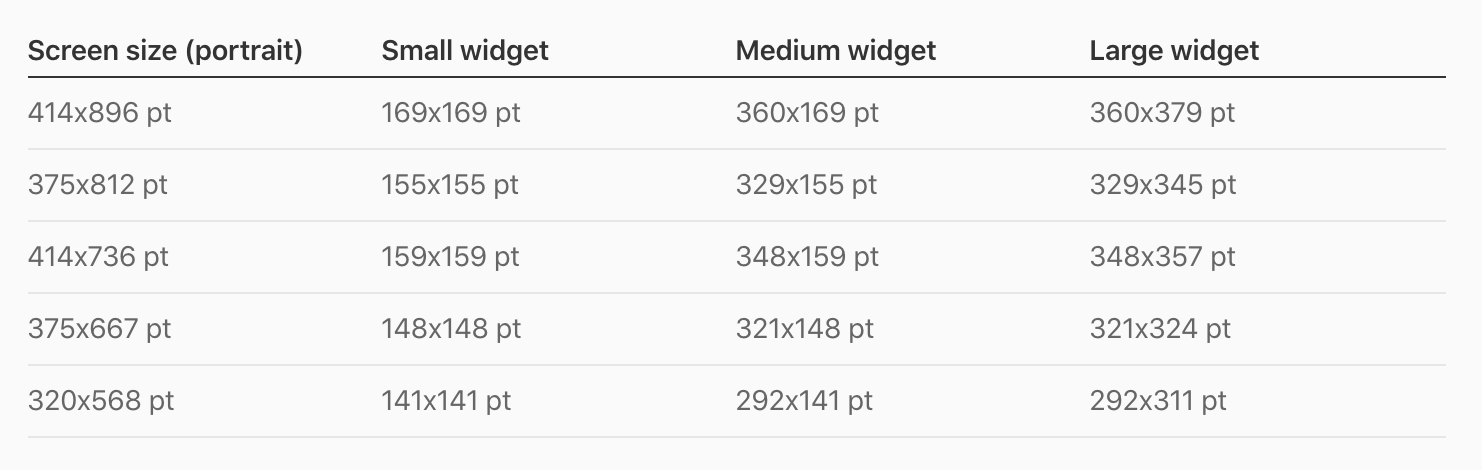 Screen size (portrait) Small widget Medium widget Large widget
414x896 pt 169x169 pt 360x169 pt 360x379 pt
375x812 pt 155x155 pt 329x155 pt 329x345 pt
414x736 pt 159x159 pt 348x159 pt 348x357 pt
375x667 pt 148x148 pt 321x148 pt 321x324 pt
320x568 pt 141x141 pt 292x141 pt 292x311 pt